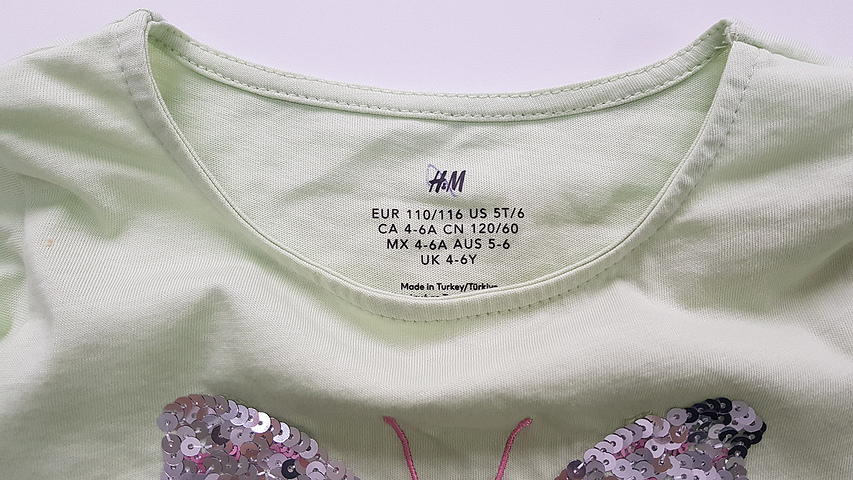 H&M
EUR 110/116 US 5T/6
CA 4-6A CN 120/60
MX 4-6A AUS 5-6
UK 4-6Y
Made in Turkey/Türkiye